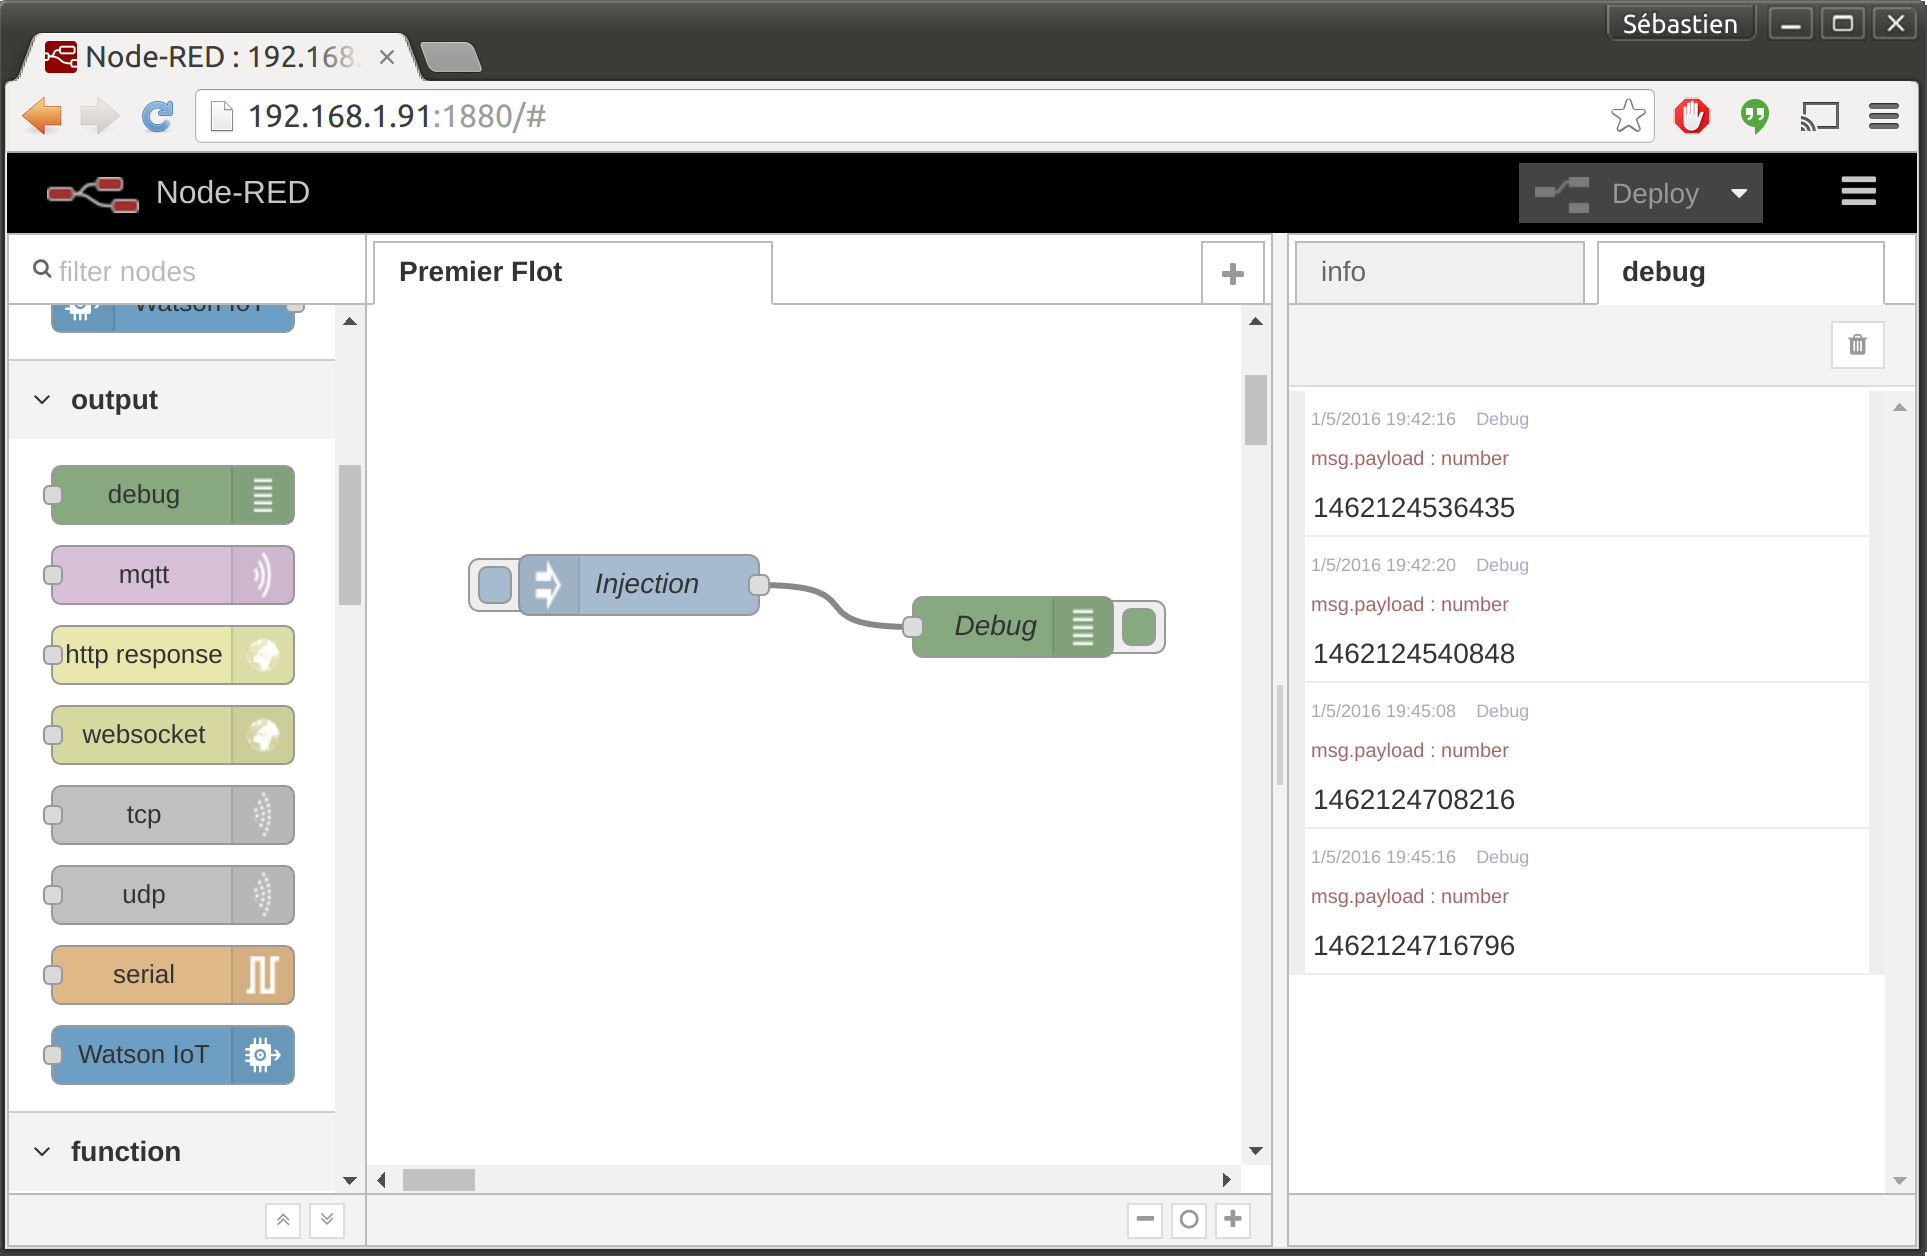 Sébastien
Node-RED : 192.168.
192.168.1.91:1880/#
Node-RED
Deploy
filter nodes
Watson IoT
output
debug
mqtt
http response
websocket
tcp
udp
serial
Watson IoT
function
Premier Flot
Injection
Debug
info
debug
1/5/2016 19:42:16 Debug
msg.payload : number
1462124536435
1/5/2016 19:42:20 Debug
msg.payload : number
1462124540848
1/5/2016 19:45:08 Debug
msg.payload : number
1462124708216
1/5/2016 19:45:16 Debug
msg.payload : number
1462124716796